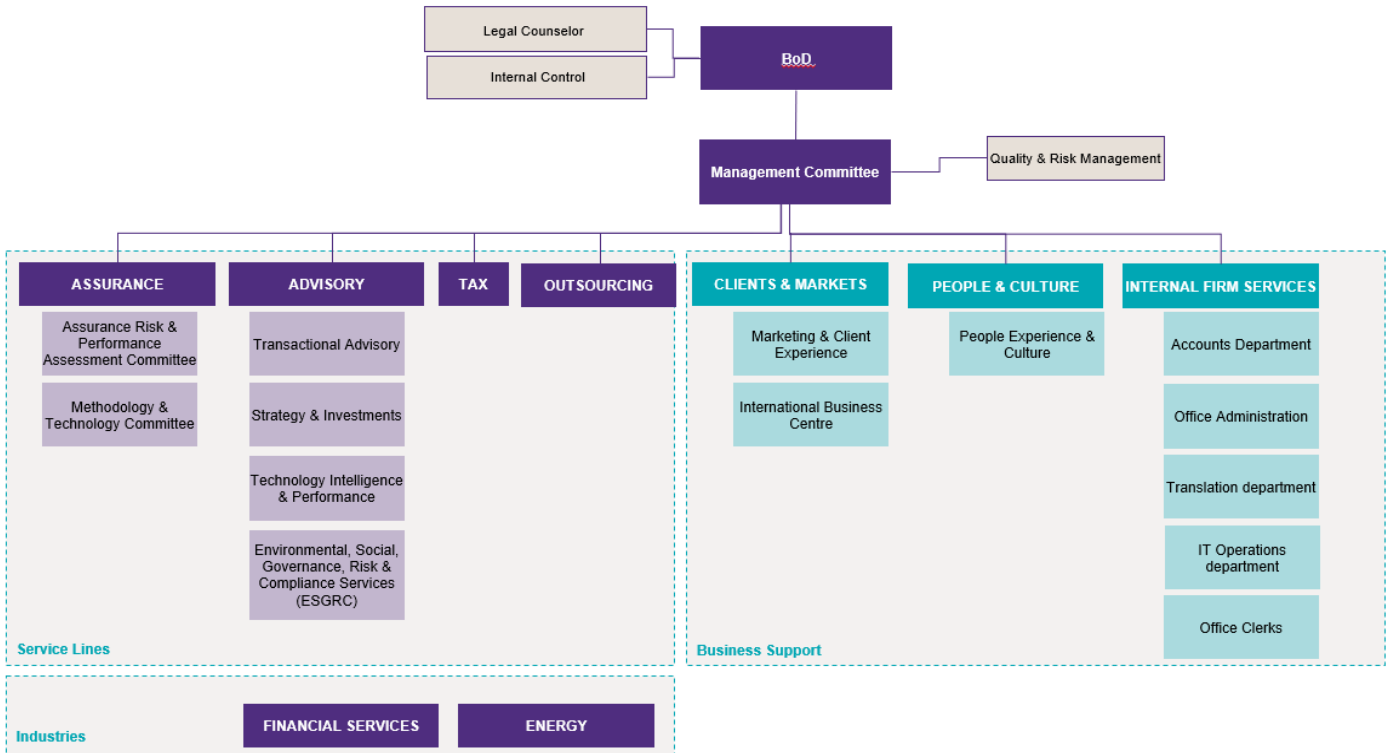 Legal Counselor
Internal Control
BoD
Management Committee
Quality & Risk Management
ASSURANCE
Assurance Risk &
Performance
Assessment Committee
Methodology &
Technology Committee
ADVISORY
Transactional Advisory
Strategy & Investments
Technology Intelligence
& Performance
Environmental, Social,
Governance, Risk &
Compliance Services
(ESGRC)
TAX
OUTSOURCING
Service Lines
CLIENTS & MARKETS
Marketing & Client
Experience
International Business
Centre
PEOPLE & CULTURE
People Experience &
Culture
INTERNAL FIRM SERVICES
Accounts Department
Office Administration
Translation department
IT Operations
department
Office Clerks
Business Support
Industries
FINANCIAL SERVICES
ENERGY